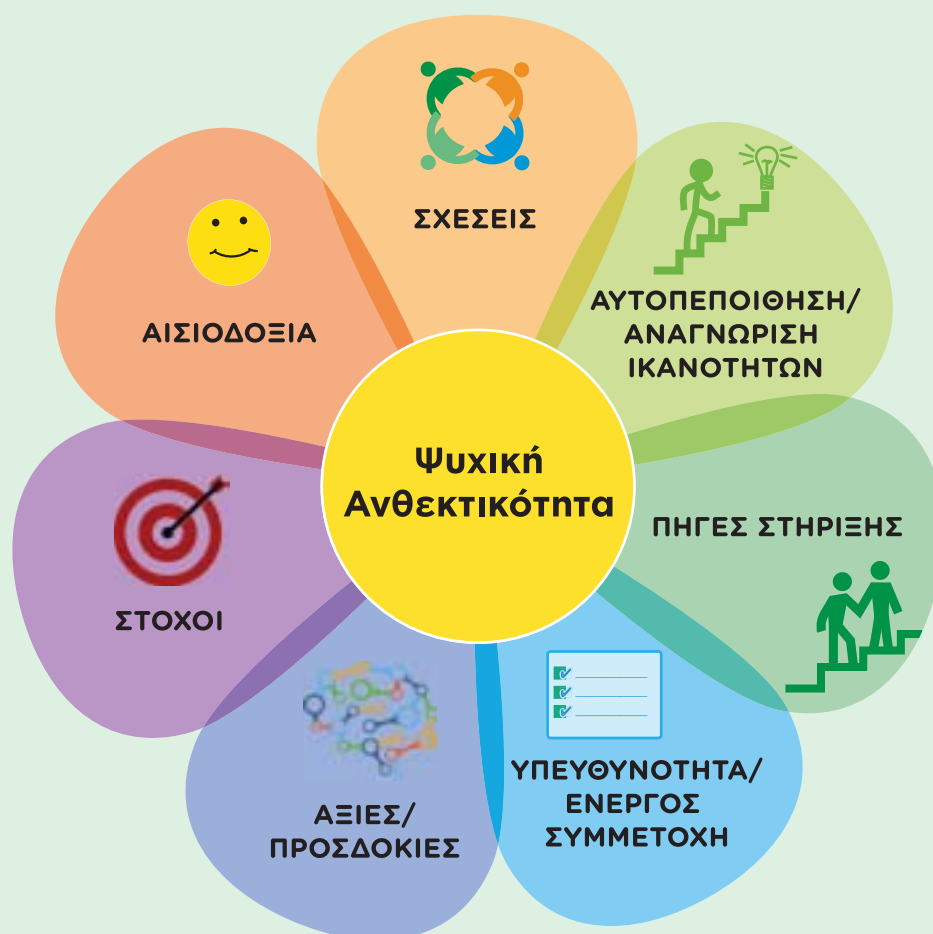 ΣΧΕΣΕΙΣ
ΑΥΤΟΠΕΠΟΙΘΗΣΗ/
ΑΝΑΓΝΩΡΙΣΗ
ΙΚΑΝΟΤΗΤΩΝ
ΠΗΓΕΣ ΣΤΗΡΙΞΗΣ
ΥΠΕΥΘΥΝΟΤΗΤΑ/
ΕΝΕΡΓΟΣ
ΣΥΜΜΕΤΟΧΗ
ΑΞΙΕΣ/
ΠΡΟΣΔΟΚΙΕΣ
ΣΤΟΧΟΙ
ΑΙΣΙΟΔΟΞΙΑ
Ψυχική
Ανθεκτικότητα